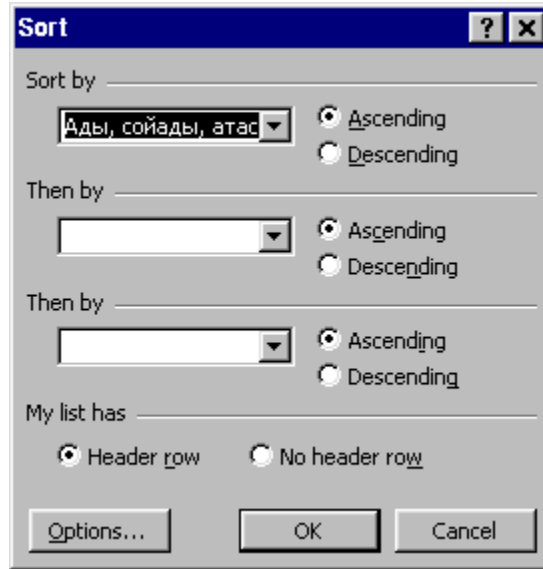 Sort
Sort by
Ады, сойады, атас
Ascending
Descending
Then by
Ascending
Descending
Then by
Ascending
Descending
My list has
Header row
No header row
Options...
OK
Cancel